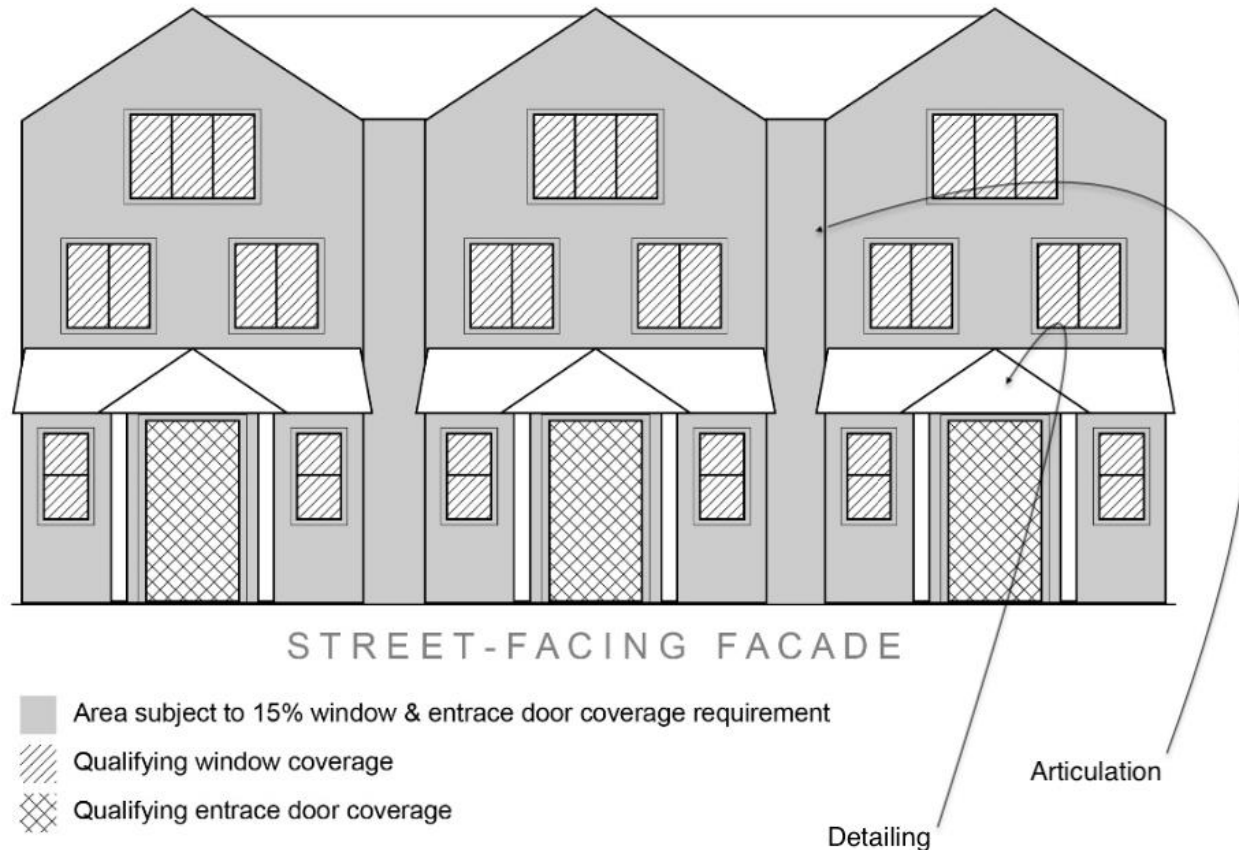 STREET-FACING FACADE
Area subject to 15% window & entrace door coverage requirement
Qualifying window coverage
Qualifying entrace door coverage
Articulation
Detailing